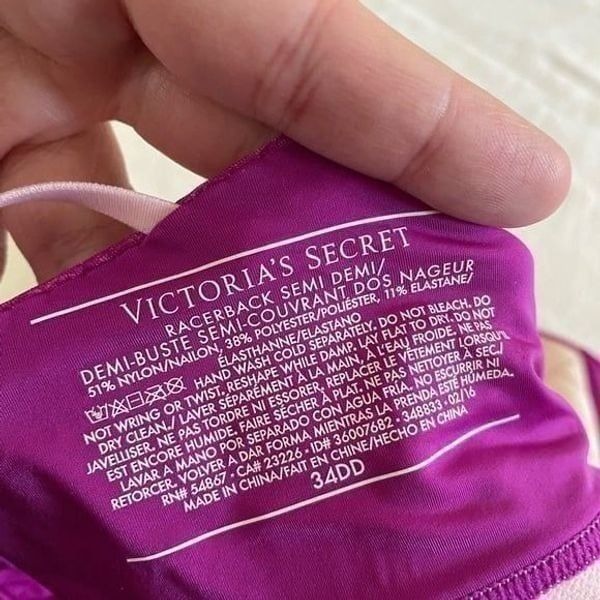 VICTORIA'S SECRET
RACERBACK SEMI DEMI/
DEMI-BUSTE SEMI-COUVRANT DOS NAGEUR
51% NYLON/NAILON, 38% POLYESTER/POLIÉSTER, 11% ELASTANE/
ÉLASTHANNE/ELASTANO
HAND WASH COLD SEPARATELY. DO NOT BLEACH. DO
NOT WRING OR TWIST. RESHAPE WHILE DAMP. LAY FLAT TO DRY. DO NOT
DRY CLEAN./ LAVER SÉPARÉMENT À LA MAIN, À L'EAU FROIDE. NE PAS
JAVELLISER. NE PAS TORDRE NI ESSORER. REPLACER LE VÊTEMENT LORSQU'IL
EST ENCORE HUMIDE. FAIRE SÉCHER À PLAT. NE PAS NETTOYER À SEC./
LAVAR A MANO POR SEPARADO CON AGUA FRÍA. NO ESCURRIR NI
RETORCER. VOLVER A DAR FORMA MIENTRAS LA PRENDA ESTÉ HÚMEDA.
RN# 54867 • CA# 23226 • ID# 36007682 • 348833 • 02/16
MADE IN CHINA/FAIT EN CHINE/HECHO EN CHINA
34DD